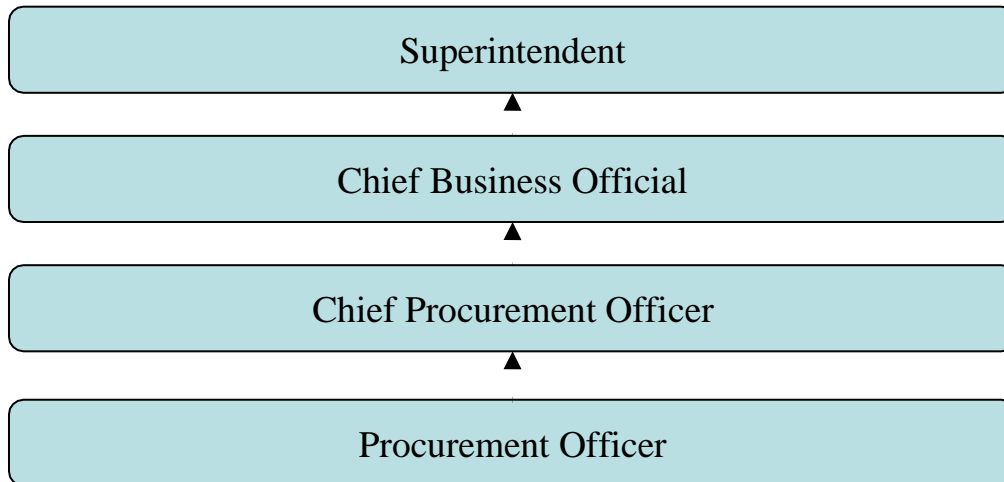 Superintendent
Chief Business Official
Chief Procurement Officer
Procurement Officer